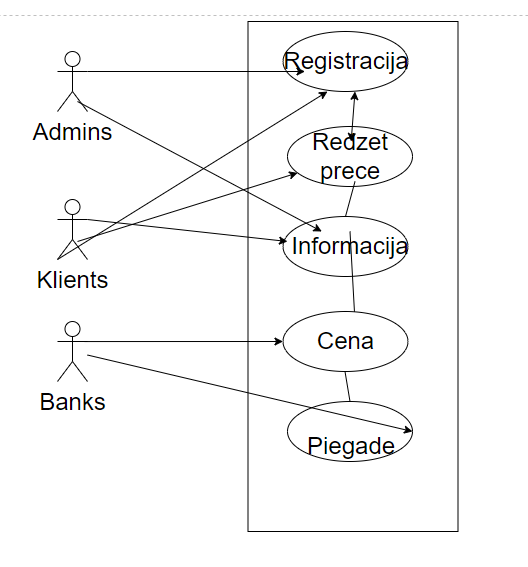 Registracija
Admins
Redzet
prece
Informacija
Klients
Cena
Banks
Piegade